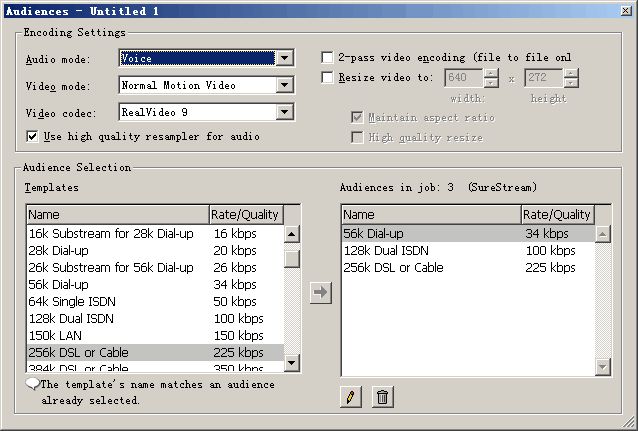 Audiences - Untitled 1
Encoding Settings
Audio mode: Voice
Video mode: Normal Motion Video
Video codec: RealVideo 9
Use high quality resampler for audio
2-pass video encoding (file to file onl
Resize video to: 640 x 272
width: height
Maintain aspect ratio
High quality resize
Audience Selection
Templates
Name Rate/Quality
16k Substream for 28k Dial-up 16 kbps
28k Dial-up 20 kbps
26k Substream for 56k Dial-up 26 kbps
56k Dial-up 34 kbps
64k Single ISDN 50 kbps
128k Dual ISDN 100 kbps
150k LAN 150 kbps
256k DSL or Cable 225 kbps
384k DSL or Cable 350 kbps
The template's name matches an audience
already selected.
Audiences in job: 3 (SureStream)
Name Rate/Quality
56k Dial-up 34 kbps
128k Dual ISDN 100 kbps
256k DSL or Cable 225 kbps